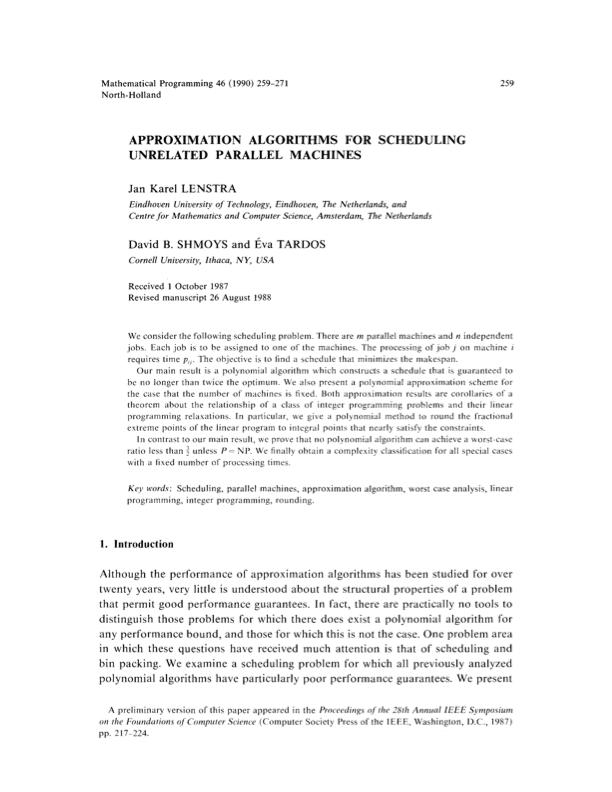 Mathematical Programming 46 (1990) 259-271 259
North-Holland
APPROXIMATION ALGORITHMS FOR SCHEDULING
UNRELATED PARALLEL MACHINES
Jan Karel LENSTRA
Eindhoven University of Technology, Eindhoven, The Netherlands, and
Centre for Mathematics and Computer Science, Amsterdam, The Netherlands
David B. SHMOYS and Éva TARDOS
Cornell University, Ithaca, NY, USA
Received 1 October 1987
Revised manuscript 26 August 1988
We consider the following scheduling problem. There are m parallel machines and n independent
jobs. Each job is to be assigned to one of the machines. The processing of job j on machine i
requires time pij. The objective is to find a schedule that minimizes the makespan.
Our main result is a polynomial algorithm which constructs a schedule that is guaranteed to
be no longer than twice the optimum. We also present a polynomial approximation scheme for
the case that the number of machines is fixed. Both approximation results are corollaries of a
theorem about the relationship of a class of integer programming problems and their linear
programming relaxations. In particular, we give a polynomial method to round the fractional
extreme points of the linear program to integral points that nearly satisfy the constraints.
In contrast to our main result, we prove that no polynomial algorithm can achieve a worst-case
ratio less than 3/2 unless P = NP. We finally obtain a complexity classification for all special cases
with a fixed number of processing times.
Key words: Scheduling, parallel machines, approximation algorithm, worst case analysis, linear
programming, integer programming, rounding.
1. Introduction
Although the performance of approximation algorithms has been studied for over
twenty years, very little is understood about the structural properties of a problem
that permit good performance guarantees. In fact, there are practically no tools to
distinguish those problems for which there does exist a polynomial algorithm for
any performance bound, and those for which this is not the case. One problem area
in which these questions have received much attention is that of scheduling and
bin packing. We examine a scheduling problem for which all previously analyzed
polynomial algorithms have particularly poor performance guarantees. We present
A preliminary version of this paper appeared in the Proceedings of the 28th Annual IEEE Symposium
on the Foundations of Computer Science (Computer Society Press of the IEEE, Washington, D.C., 1987)
pp. 217-224.